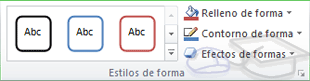 Abc Abc Abc
Relleno de forma
Contorno de forma
Efectos de formas
Estilos de forma